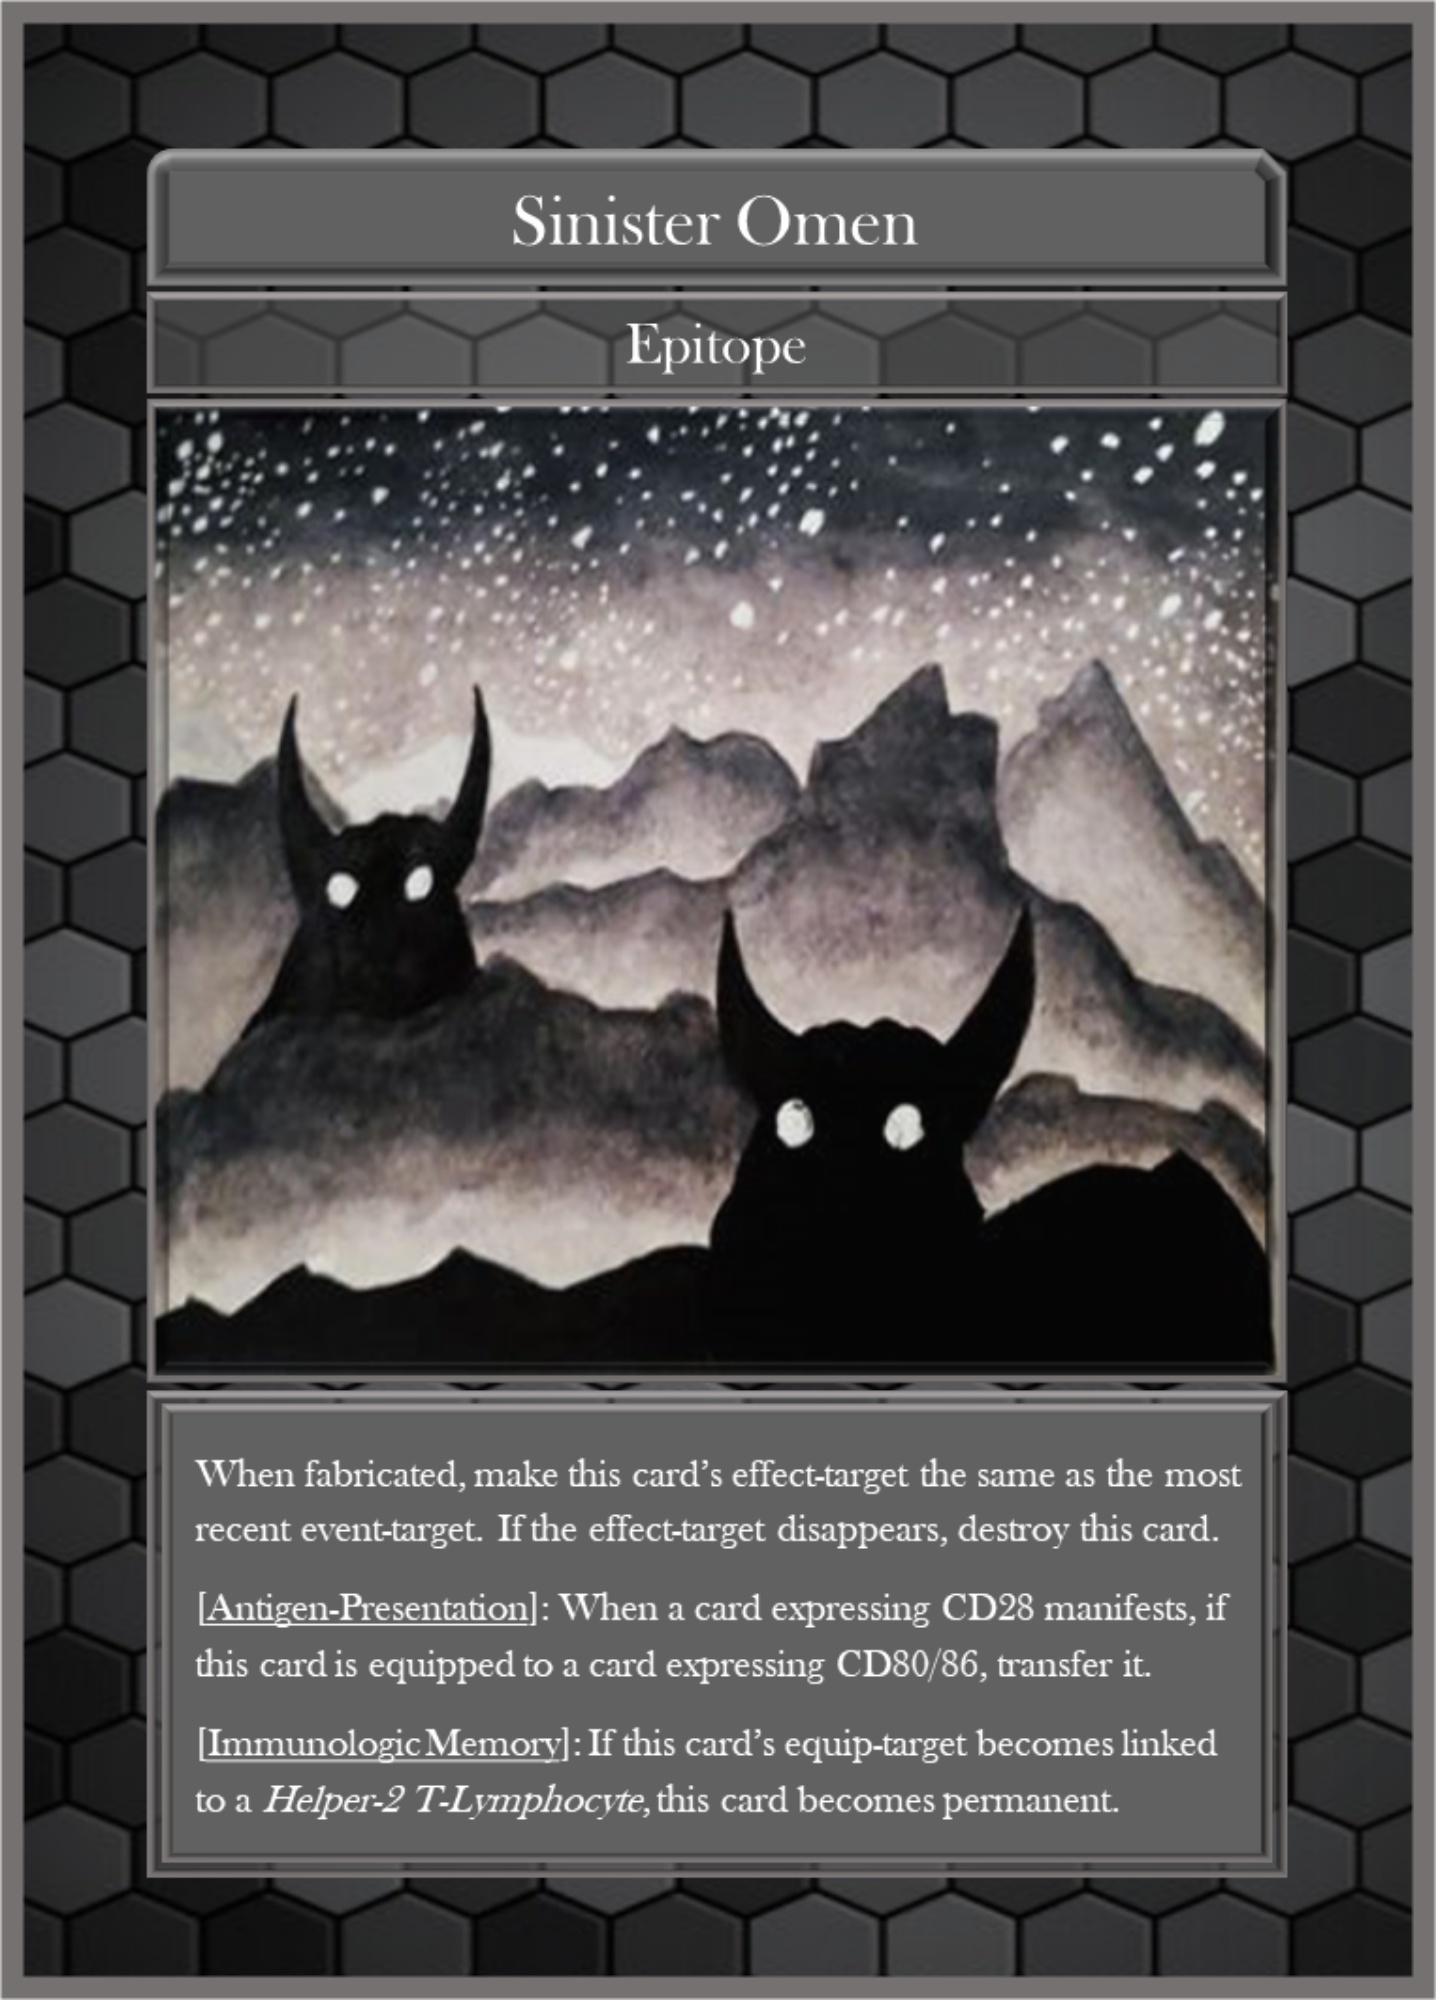 Sinister Omen
Epitope
When fabricated, make this card’s effect-target the same as the most
recent event-target. If the effect-target disappears, destroy this card.
[Antigen-Presentation]: When a card expressing CD28 manifests, if
this card is equipped to a card expressing CD80/86, transfer it.
[Immunologic Memory]: If this card’s equip-target becomes linked
to a Helper-2 T-Lymphocyte, this card becomes permanent.